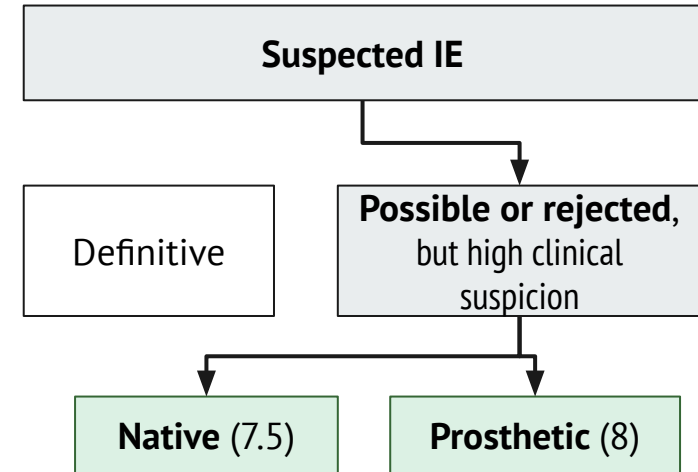 Suspected IE
Definitive
Possible or rejected,
but high clinical
suspicion
Native (7.5)
Prosthetic (8)